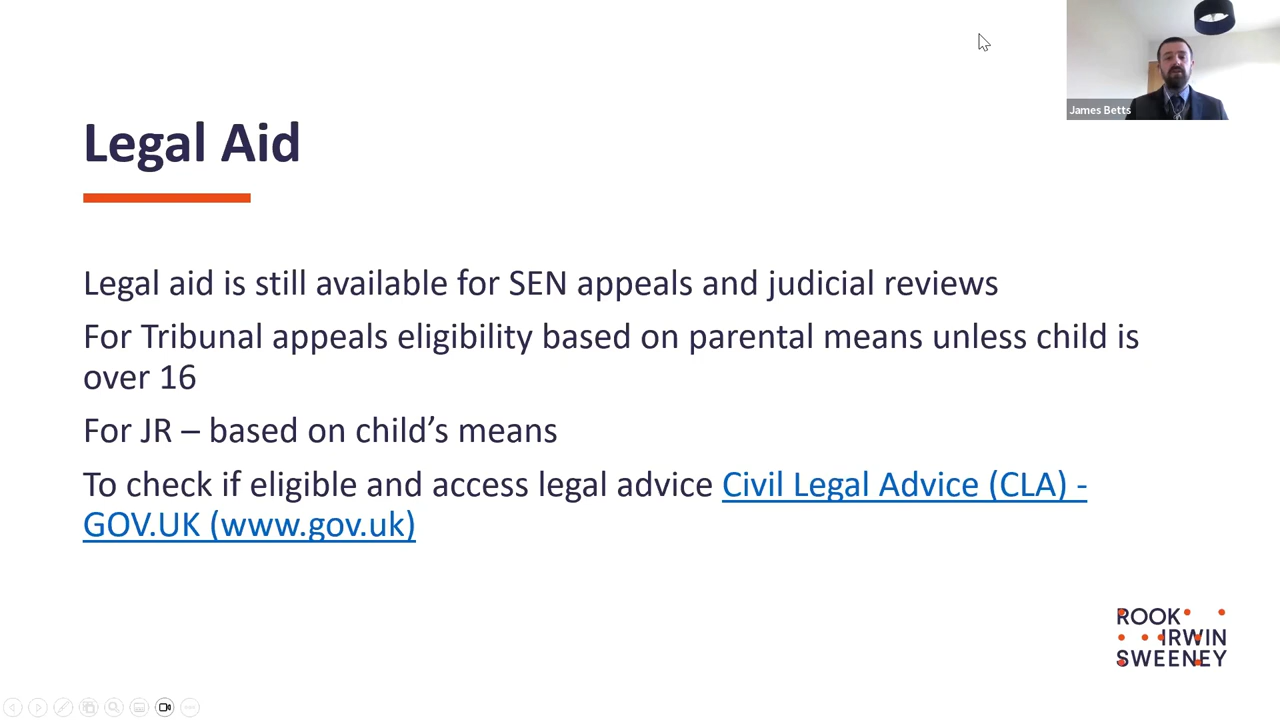 James Betts
Legal Aid
Legal aid is still available for SEN appeals and judicial reviews
For Tribunal appeals eligibility based on parental means unless child is
over 16
For JR – based on child’s means
To check if eligible and access legal advice Civil Legal Advice (CLA) -
GOV.UK (www.gov.uk)
ROOK
IRWIN
SWEENEY